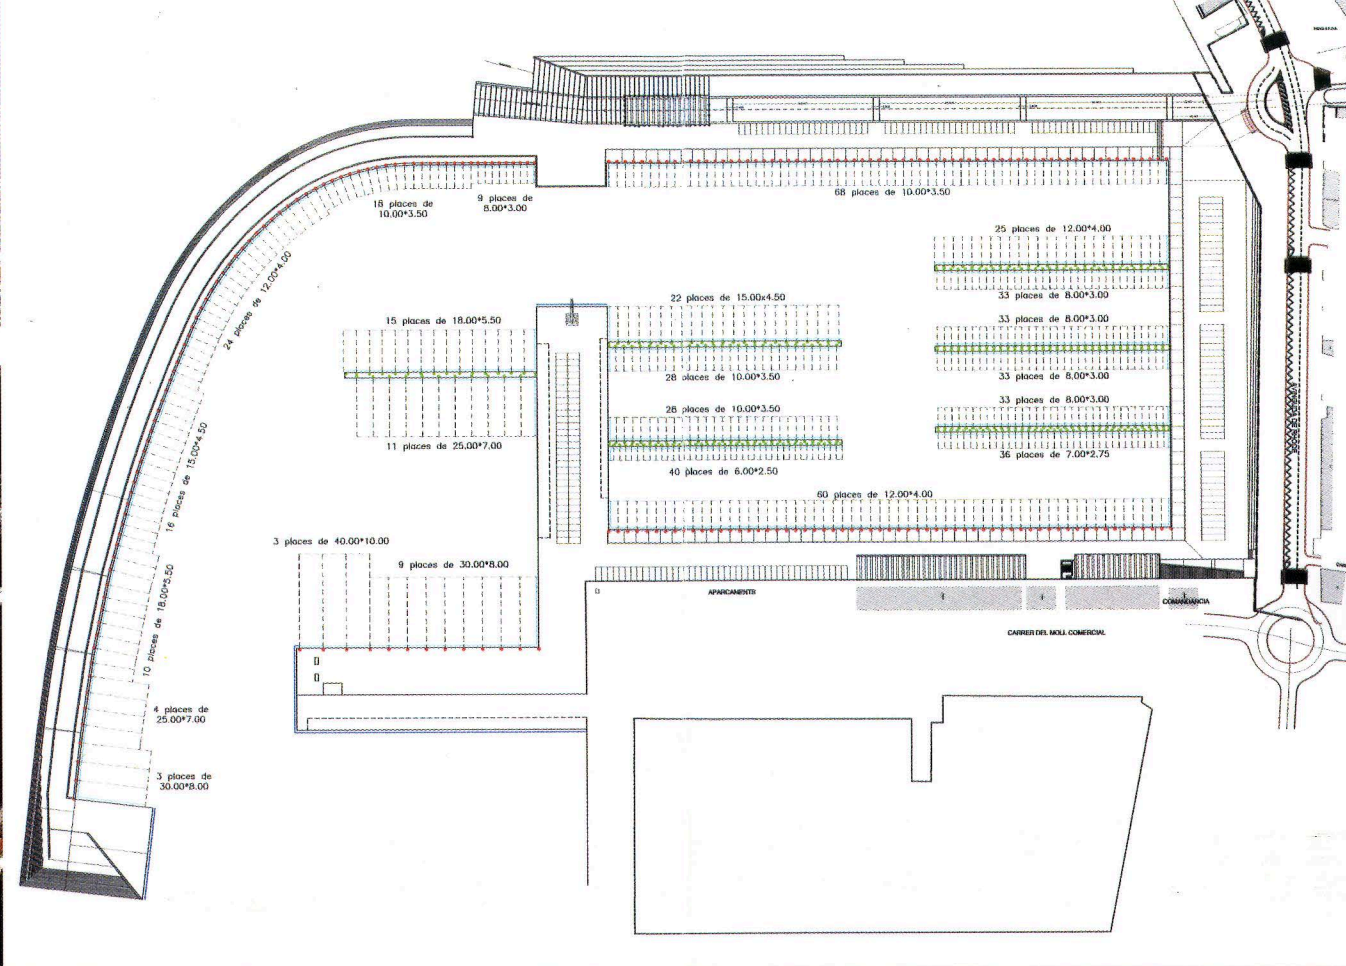 18 places de
10.00*3.50
9 places de
8.00*3.00
68 places de 10.00*3.50
25 places de 12.00*4.00
33 places de 8.00*3.00
24 places de 12.00*4.00
22 places de 15.00x4.50
15 places de 18.00*5.50
33 places de 8.00*3.00
28 places de 10.00*3.50
33 places de 8.00*3.00
33 places de 8.00*3.00
28 places de 10.00*3.50
11 places de 25.00*7.00
36 places de 7.00*2.75
40 places de 6.00*2.50
16 places de 15.00*4.50
60 places de 12.00*4.00
3 places de 40.00*10.00
9 places de 30.00*8.00
10 places de 18.00*5.50
APARCAMENTS
COMANDANCIA
CARRER DEL MOLL COMERCIAL
4 places de
25.00*7.00
3 places de
30.00*8.00